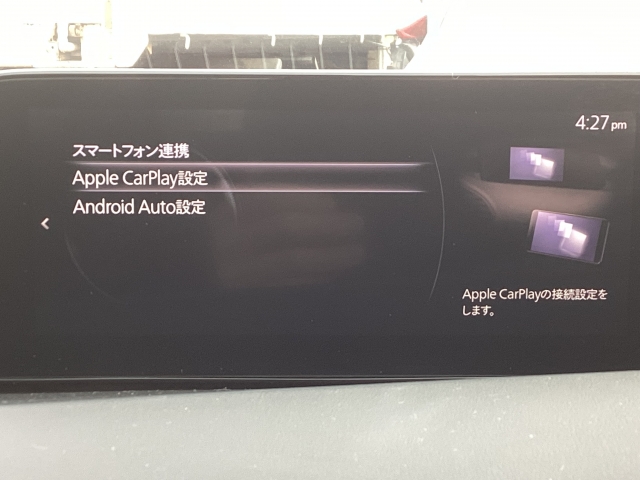 4:27 pm
スマートフォン連携
Apple CarPlay設定
Android Auto設定
Apple CarPlayの接続設定を
します。